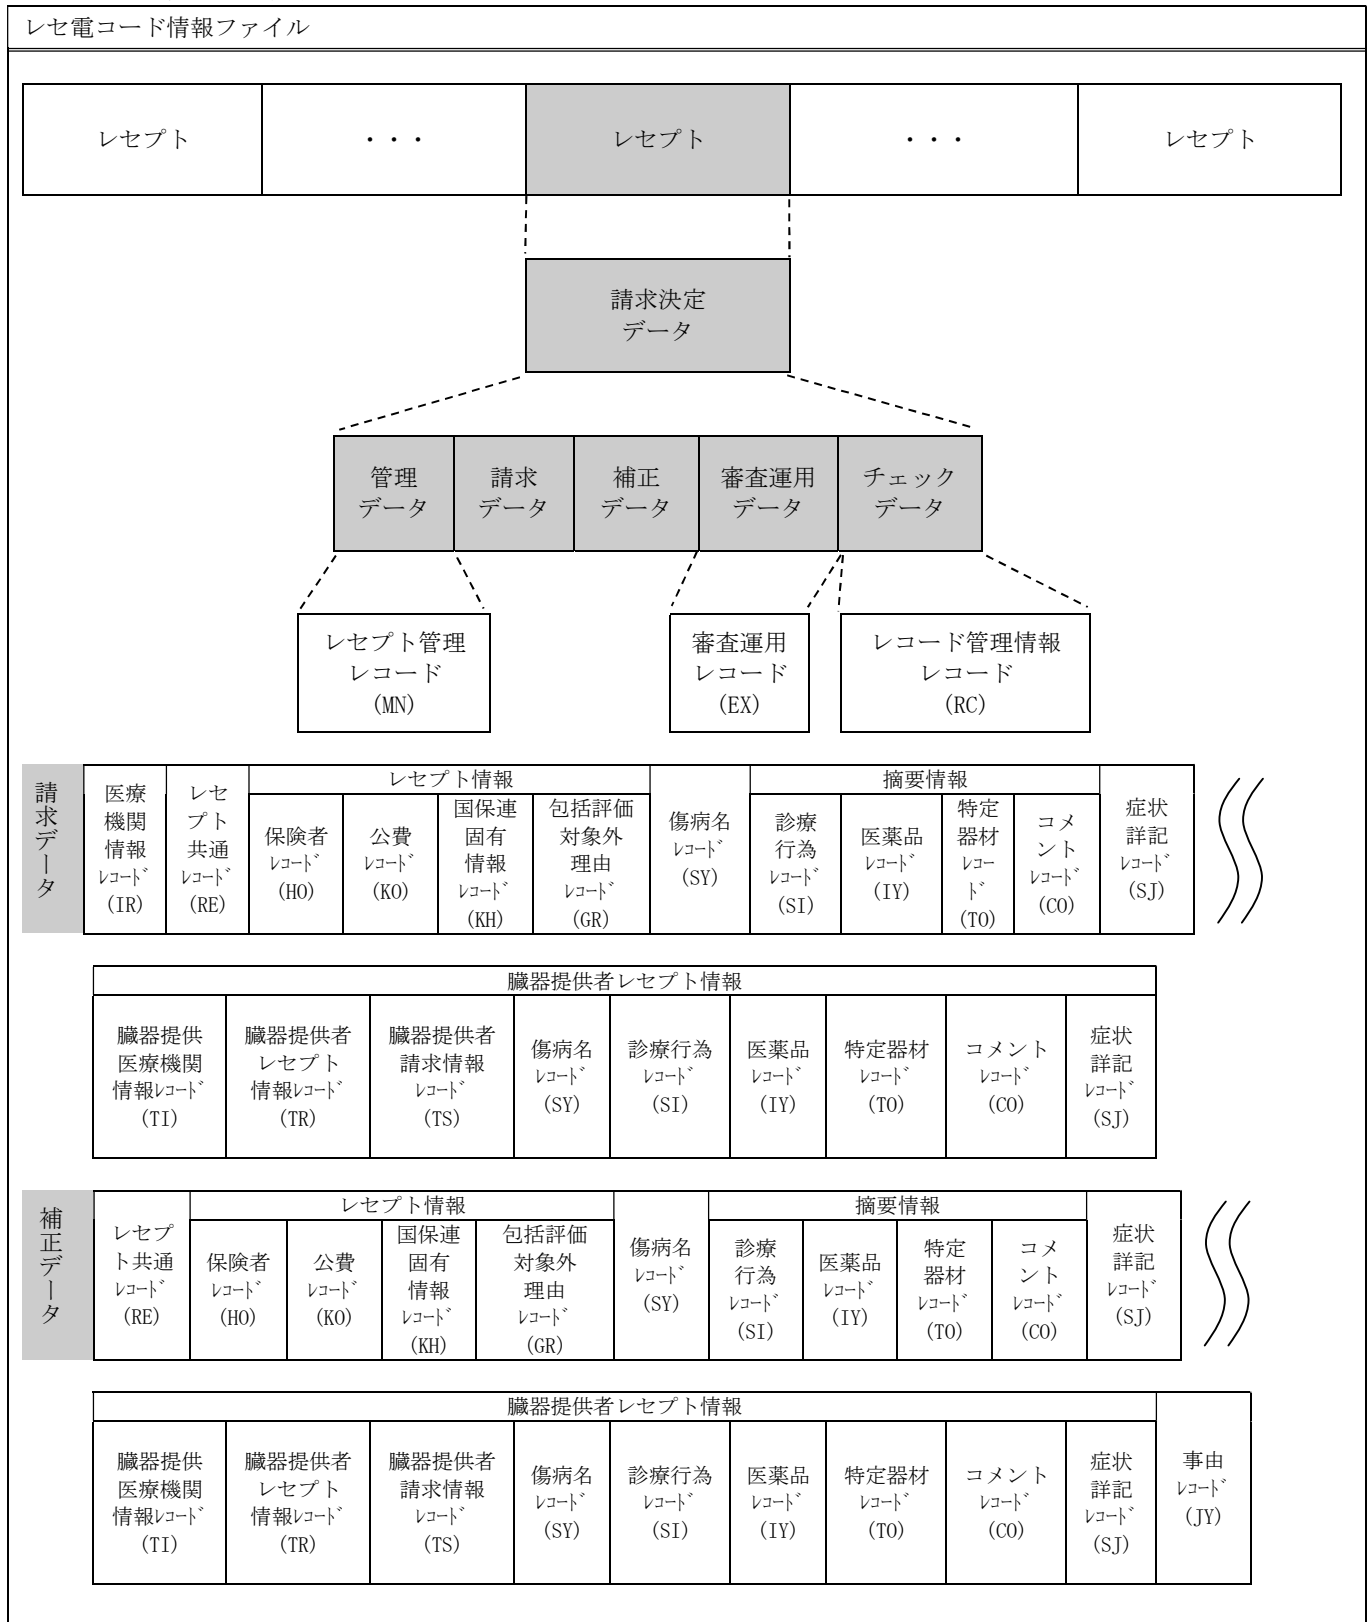 レセ電コード情報ファイル
レセプト
・・・
レセプト
・・・
レセプト
請求決定
データ
管理
データ
請求
データ
補正
データ
審査運用
データ
チェック
データ
レセプト管理
レコード
(MN)
審査運用
レコード
(EX)
レコード管理情報
レコード
(RC)
請求データ
医療
機関
情報
ﾚｺｰﾄﾞ
(IR)
レセ
プト
共通
ﾚｺｰﾄﾞ
(RE)
レセプト情報
保険者
ﾚｺｰﾄﾞ
(HO)
公費
ﾚｺｰﾄﾞ
(KO)
国保連
固有
情報
ﾚｺｰﾄﾞ
(KH)
包括評価
対象外
理由
ﾚｺｰﾄﾞ
(GR)
傷病名
ﾚｺｰﾄﾞ
(SY)
摘要情報
診療
行為
ﾚｺｰﾄﾞ
(SI)
医薬品
ﾚｺｰﾄﾞ
(IY)
特定
器材
ﾚｺｰ
ﾄﾞ
(TO)
コメ
ント
ﾚｺｰﾄﾞ
(CO)
症状
詳記
ﾚｺｰﾄﾞ
(SJ)
臓器提供者レセプト情報
臓器提供
医療機関
情報ﾚｺｰﾄﾞ
(TI)
臓器提供者
レセプト
情報ﾚｺｰﾄﾞ
(TR)
臓器提供者
請求情報
ﾚｺｰﾄﾞ
(TS)
傷病名
ﾚｺｰﾄﾞ
(SY)
診療行為
ﾚｺｰﾄﾞ
(SI)
医薬品
ﾚｺｰﾄﾞ
(IY)
特定器材
ﾚｺｰﾄﾞ
(TO)
コメント
ﾚｺｰﾄﾞ
(CO)
症状
詳記
ﾚｺｰﾄﾞ
(SJ)
補正データ
レセプ
ト共通
ﾚｺｰﾄﾞ
(RE)
レセプト情報
保険者
ﾚｺｰﾄﾞ
(HO)
公費
ﾚｺｰﾄﾞ
(KO)
国保連
固有
情報
ﾚｺｰﾄﾞ
(KH)
包括評価
対象外
理由
ﾚｺｰﾄﾞ
(GR)
傷病名
ﾚｺｰﾄﾞ
(SY)
摘要情報
診療
行為
ﾚｺｰﾄﾞ
(SI)
医薬品
ﾚｺｰﾄﾞ
(IY)
特定
器材
ﾚｺｰﾄﾞ
(TO)
コメ
ント
ﾚｺｰﾄﾞ
(CO)
症状
詳記
ﾚｺｰﾄﾞ
(SJ)
臓器提供者レセプト情報
臓器提供
医療機関
情報ﾚｺｰﾄﾞ
(TI)
臓器提供者
レセプト
情報ﾚｺｰﾄﾞ
(TR)
臓器提供者
請求情報
ﾚｺｰﾄﾞ
(TS)
傷病名
ﾚｺｰﾄﾞ
(SY)
診療行為
ﾚｺｰﾄﾞ
(SI)
医薬品
ﾚｺｰﾄﾞ
(IY)
特定器材
ﾚｺｰﾄﾞ
(TO)
コメント
ﾚｺｰﾄﾞ
(CO)
症状
詳記
ﾚｺｰﾄﾞ
(SJ)
事由
ﾚｺｰﾄﾞ
(JY)